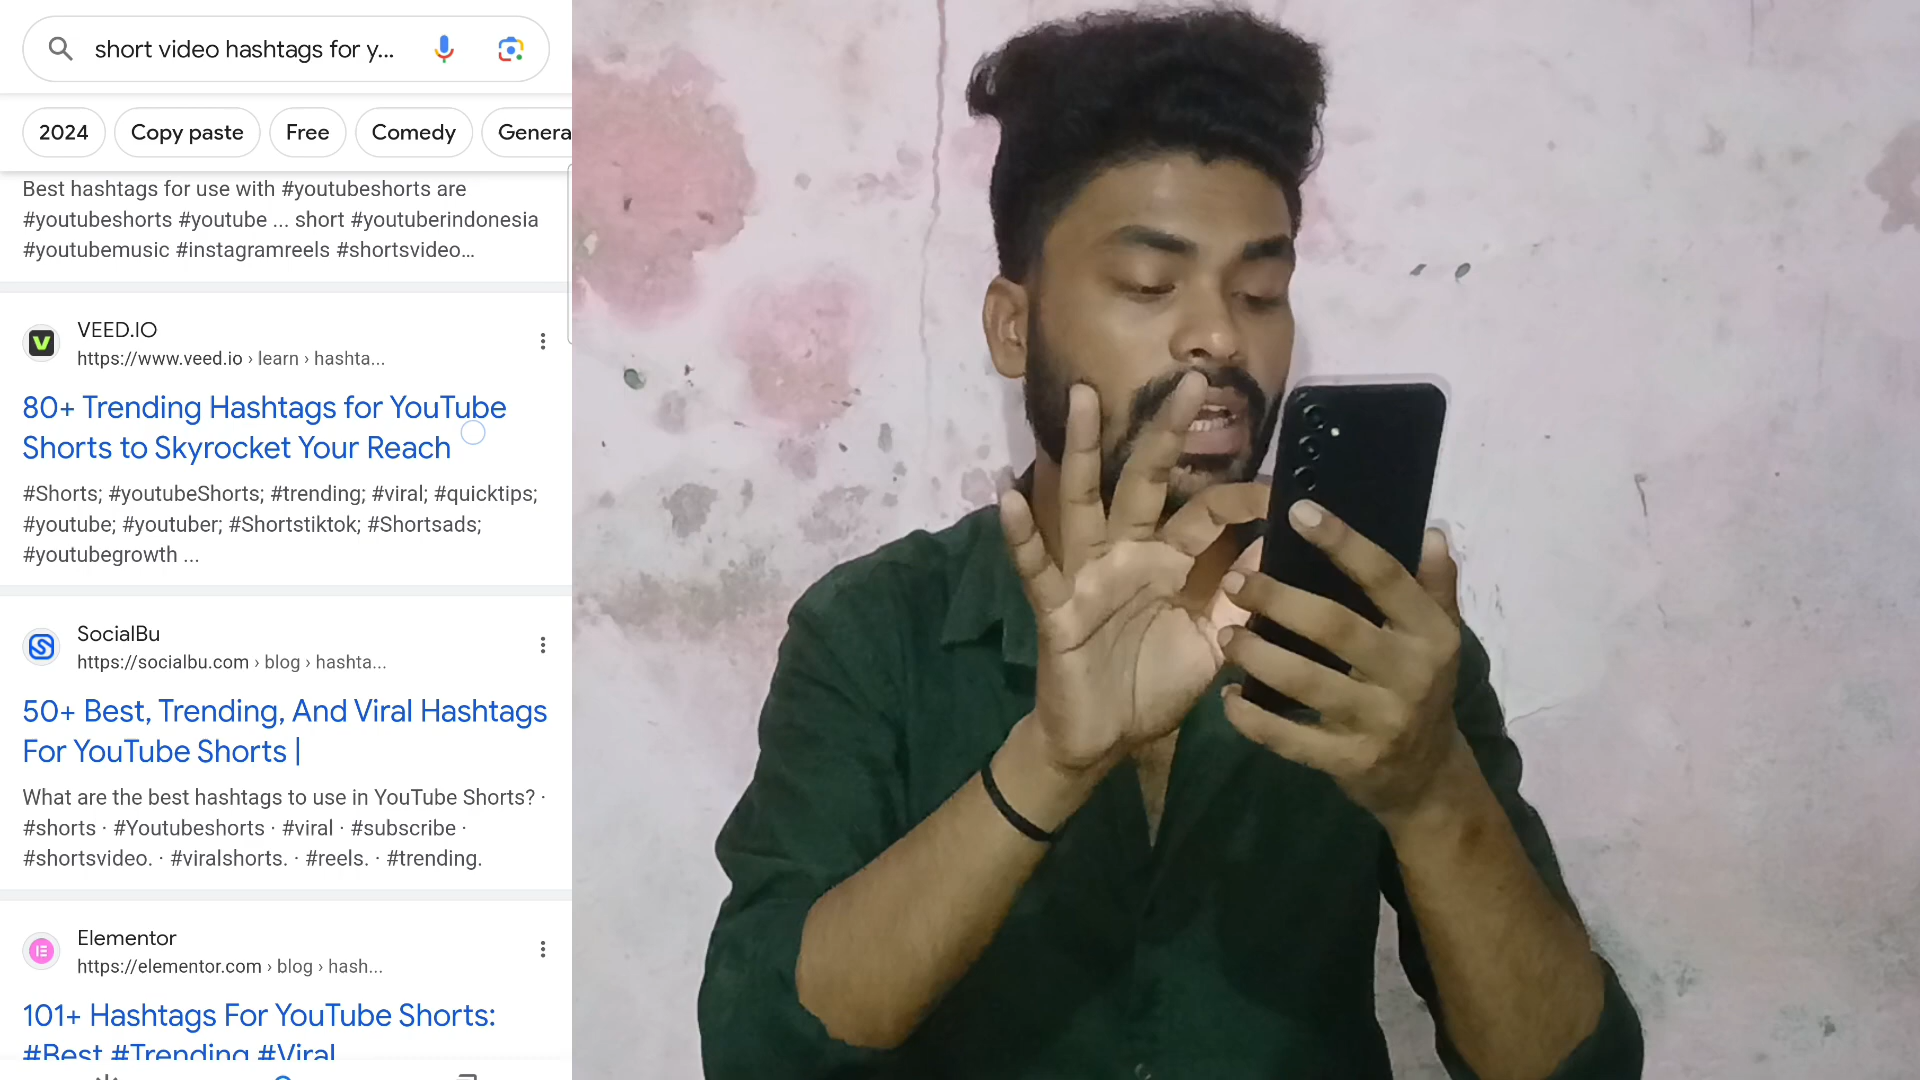 short video hashtags for y...
2024
Copy paste
Free
Comedy
Genera
Best hashtags for use with #youtubeshorts are
#youtubeshorts #youtube ... short #youtuberindonesia
#youtubemusic #instagramreels #shortsvideo...
VEED.IO
https://www.veed.io › learn › hashta...
80+ Trending Hashtags for YouTube
Shorts to Skyrocket Your Reach
#Shorts; #youtubeShorts; #trending; #viral; #quicktips;
#youtube; #youtuber; #Shortstiktok; #Shortsads;
#youtubegrowth ...
SocialBu
https://socialbu.com › blog › hashta...
50+ Best, Trending, And Viral Hashtags
For YouTube Shorts |
What are the best hashtags to use in YouTube Shorts? ·
#shorts · #Youtubeshorts · #viral · #subscribe ·
#shortsvideo. · #viralshorts. · #reels. · #trending.
Elementor
https://elementor.com › blog › hash...
101+ Hashtags For YouTube Shorts:
#Best #Trending #Viral